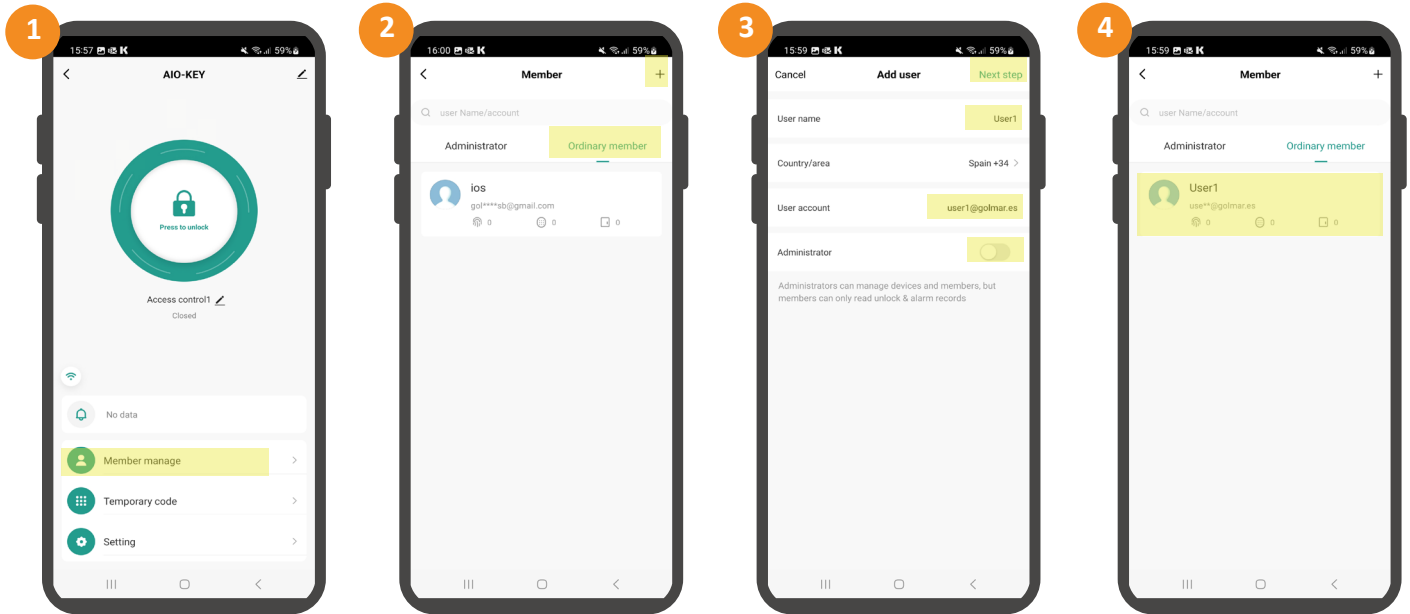 1
15:57 K 59%
AIO-KEY
Press to unlock
Access control1
Closed
No data
Member manage
Temporary code
Setting
2
16:00 K 59%
Member +
user Name/account
Administrator Ordinary member
ios
gol****sb@gmail.com
0 0 0
3
15:59 K 59%
Cancel Add user Next step
User name User1
Country/area Spain +34 >
User account user1@golmar.es
Administrator
Administrators can manage devices and members, but
members can only read unlock & alarm records
4
15:59 K 59%
Member +
user Name/account
Administrator Ordinary member
User1
use**@golmar.es
0 0 0